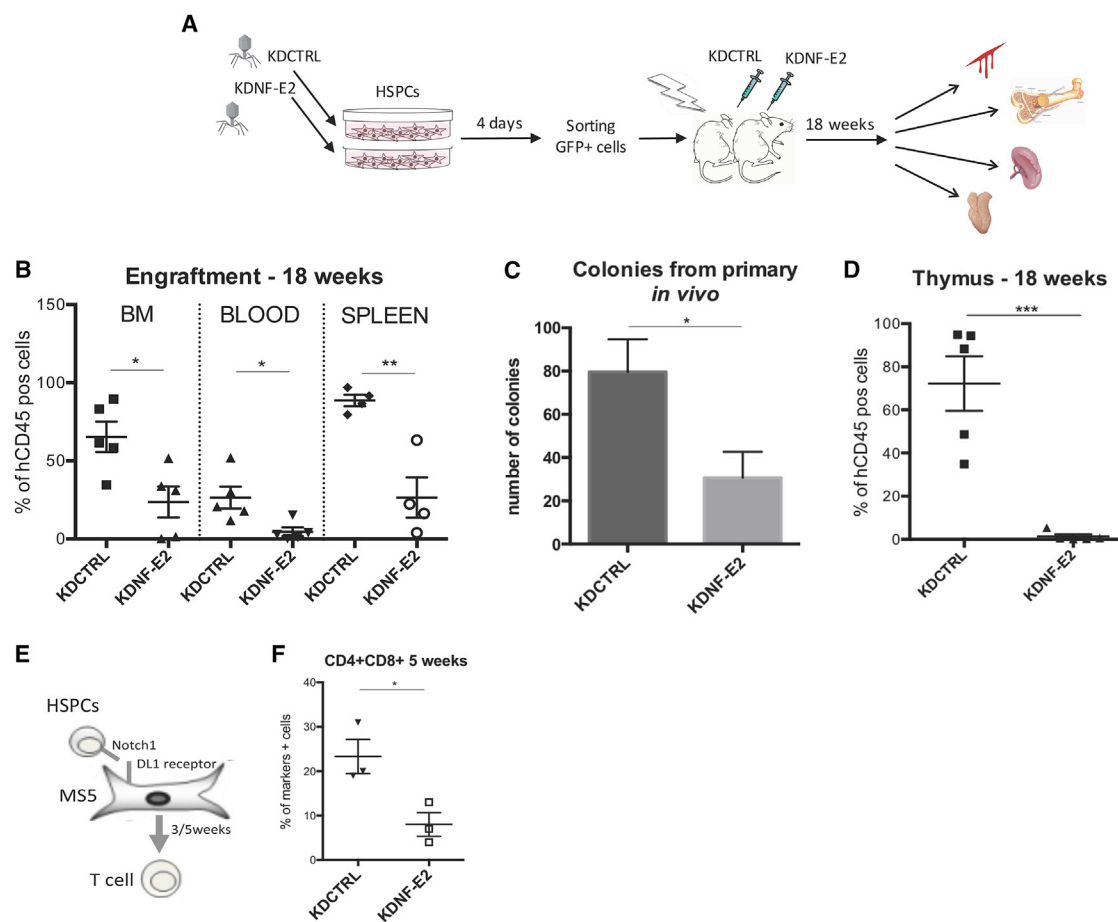 A
KDCTRL
KDNF-E2
HSPCs
4 days
Sorting
GFP+ cells
KDCTRL
KDNF-E2
18 weeks
B
Engraftment - 18 weeks
BM
BLOOD
SPLEEN
* * **
% of hCD45 pos cells
150
100
50
0
KDCTRL
KDNF-E2
KDCTRL
KDNF-E2
KDCTRL
KDNF-E2
C
Colonies from primary
in vivo
*
number of colonies
100
80
60
40
20
0
KDCTRL
KDNF-E2
D
Thymus - 18 weeks
***
% of hCD45 pos cells
100
80
60
40
20
0
KDCTRL
KDNF-E2
E
HSPCs
Notch1
DL1 receptor
MS5
3/5weeks
T cell
F
CD4+CD8+ 5 weeks
*
% of markers + cells
40
30
20
10
0
KDCTRL
KDNF-E2